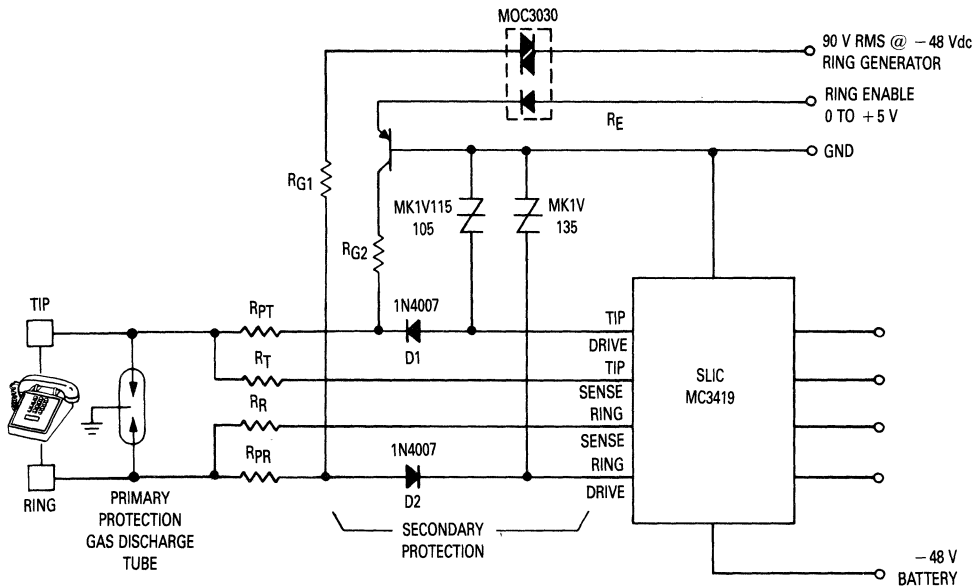 MOC3030
90 V RMS @ −48 Vdc
RING GENERATOR
RING ENABLE
0 TO +5 V
RE
GND
RG1
MK1V115
105
MK1V
135
RG2
TIP
RPT
1N4007
D1
TIP
DRIVE
RT
TIP
SENSE
SLIC
MC3419
RR
RING
SENSE
RPR
1N4007
D2
RING
DRIVE
RING
PRIMARY
PROTECTION
GAS DISCHARGE
TUBE
SECONDARY
PROTECTION
−48 V
BATTERY